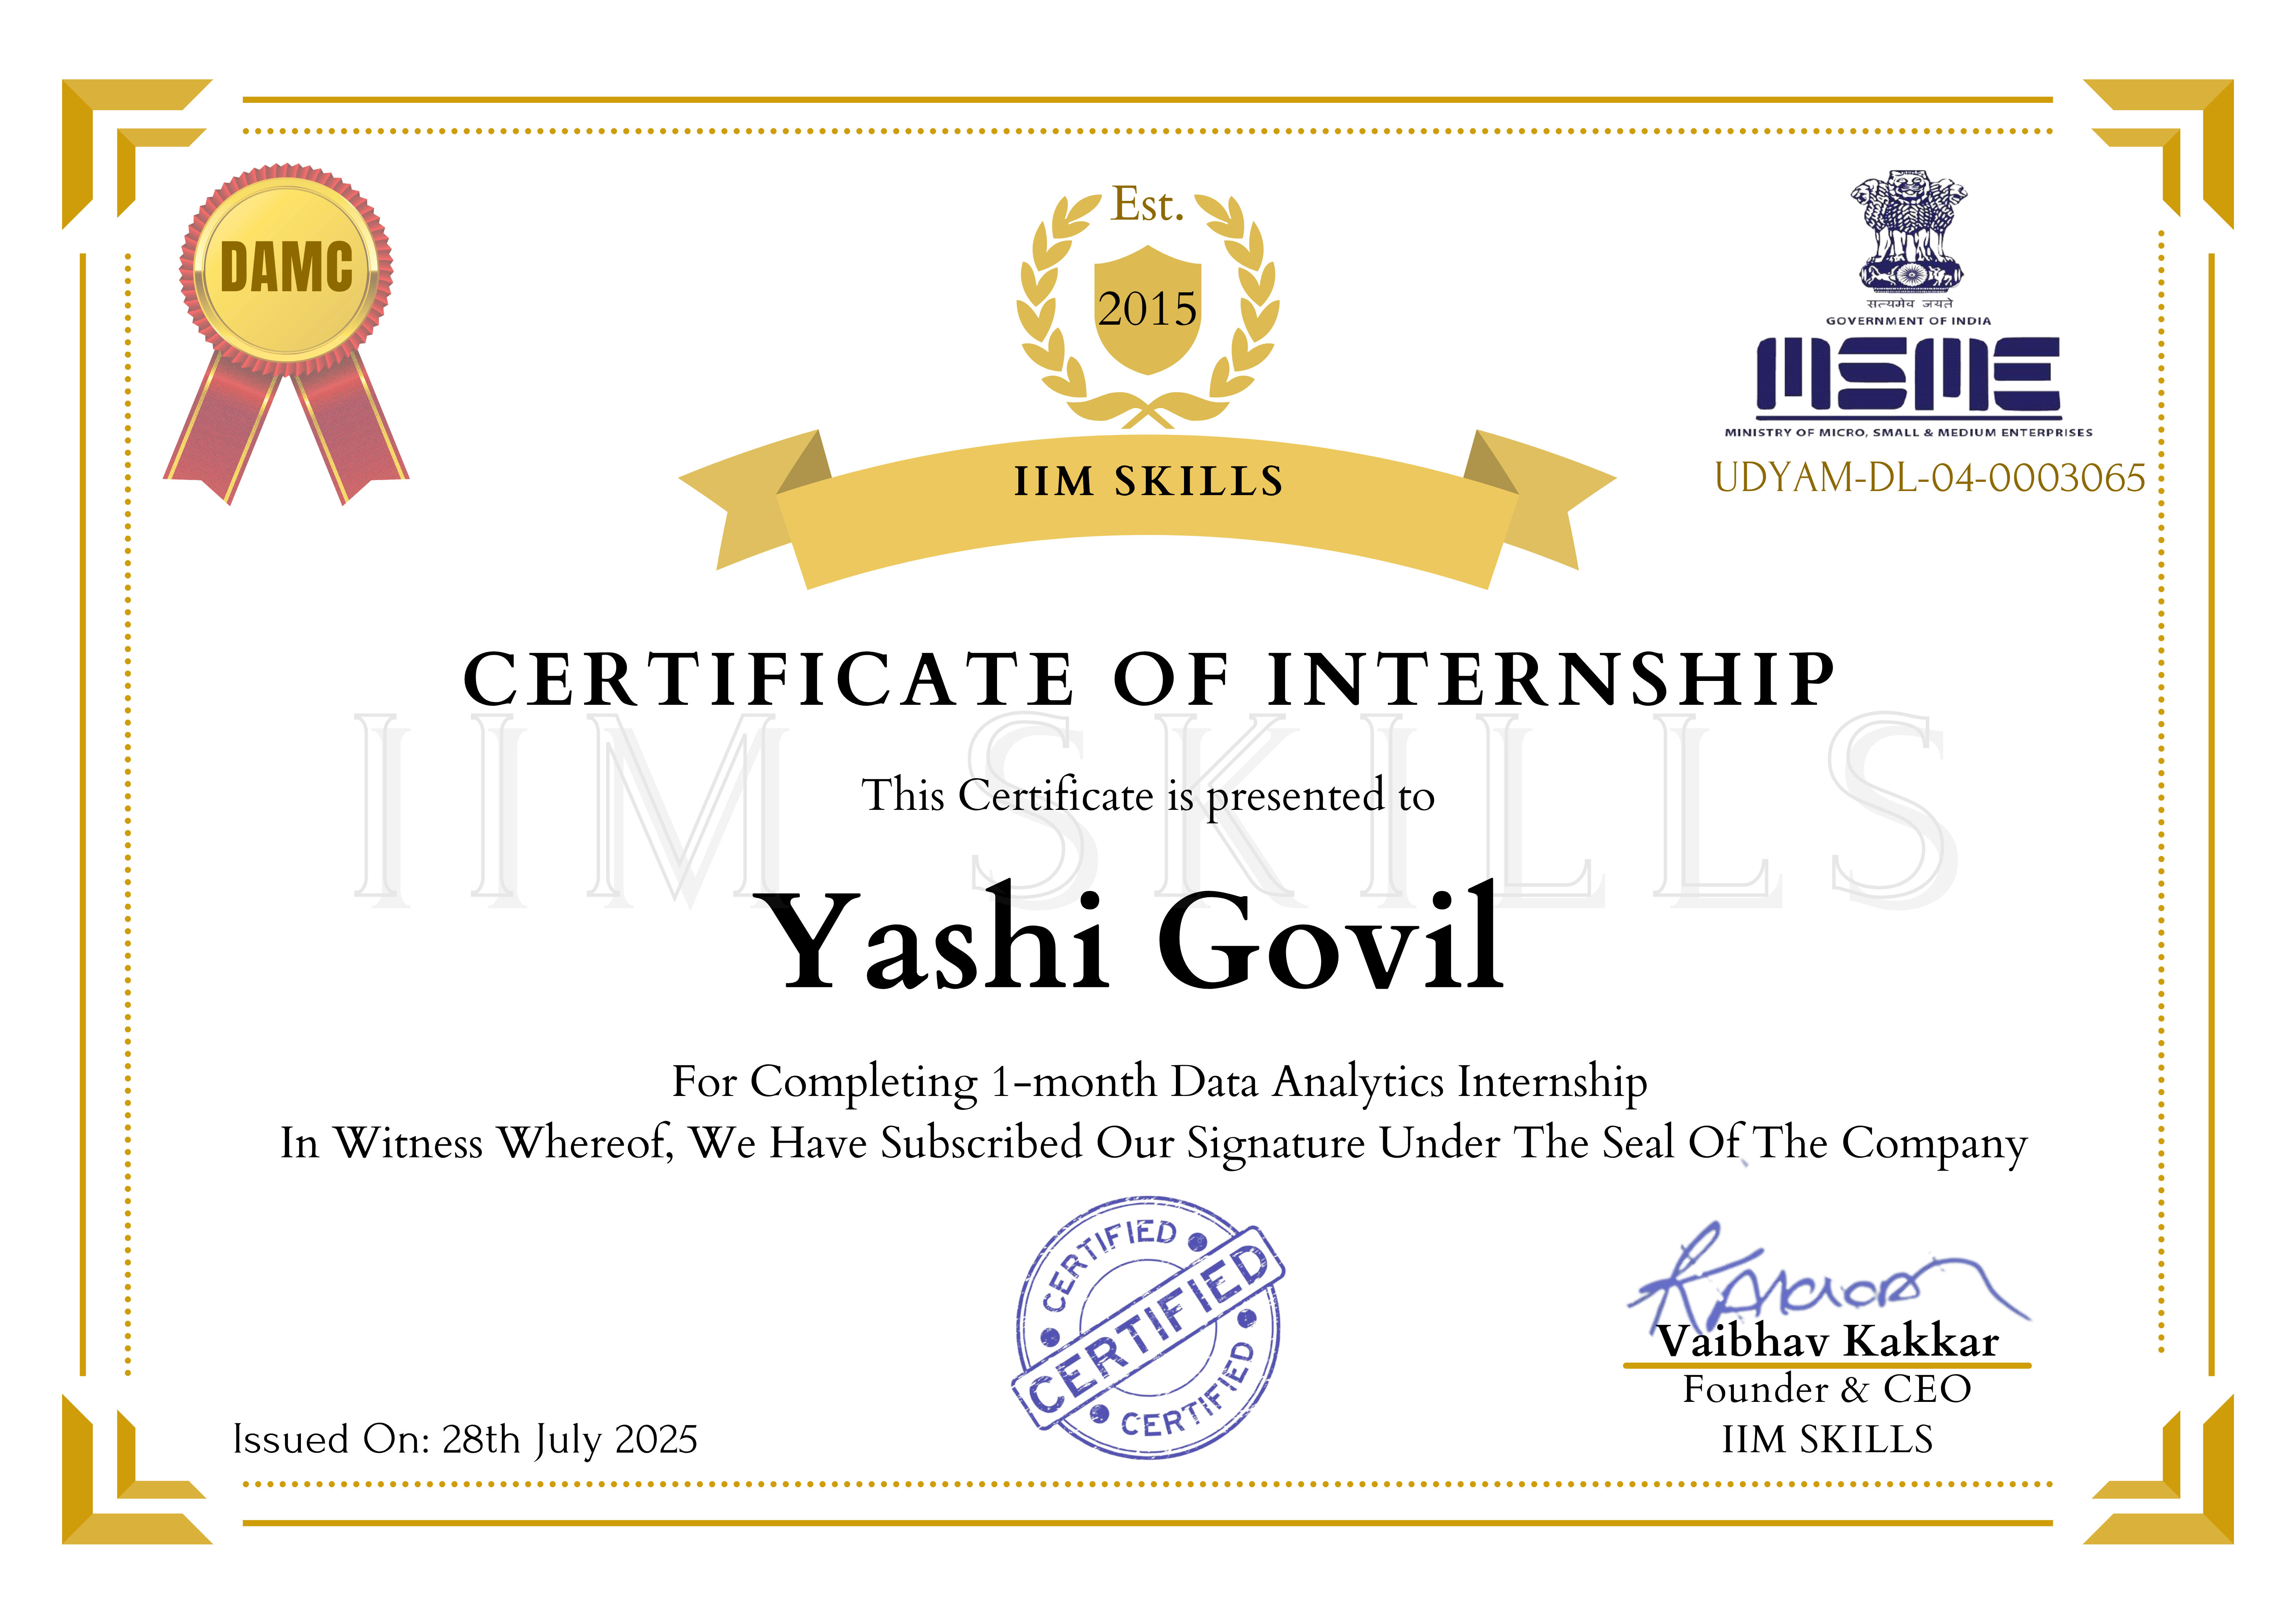 DAMC
Est.
2015
IIM SKILLS
सत्यमेव जयते
GOVERNMENT OF INDIA
MSME
MINISTRY OF MICRO, SMALL & MEDIUM ENTERPRISES
UDYAM-DL-04-0003065
CERTIFICATE OF INTERNSHIP
IIM SKILLS
This Certificate is presented to
Yashi Govil
For Completing 1-month Data Analytics Internship
In Witness Whereof, We Have Subscribed Our Signature Under The Seal Of The Company
CERTIFIED
CERTIFIED
CERTIFIED
Vaibhav Kakkar
Founder & CEO
IIM SKILLS
Issued On: 28th July 2025